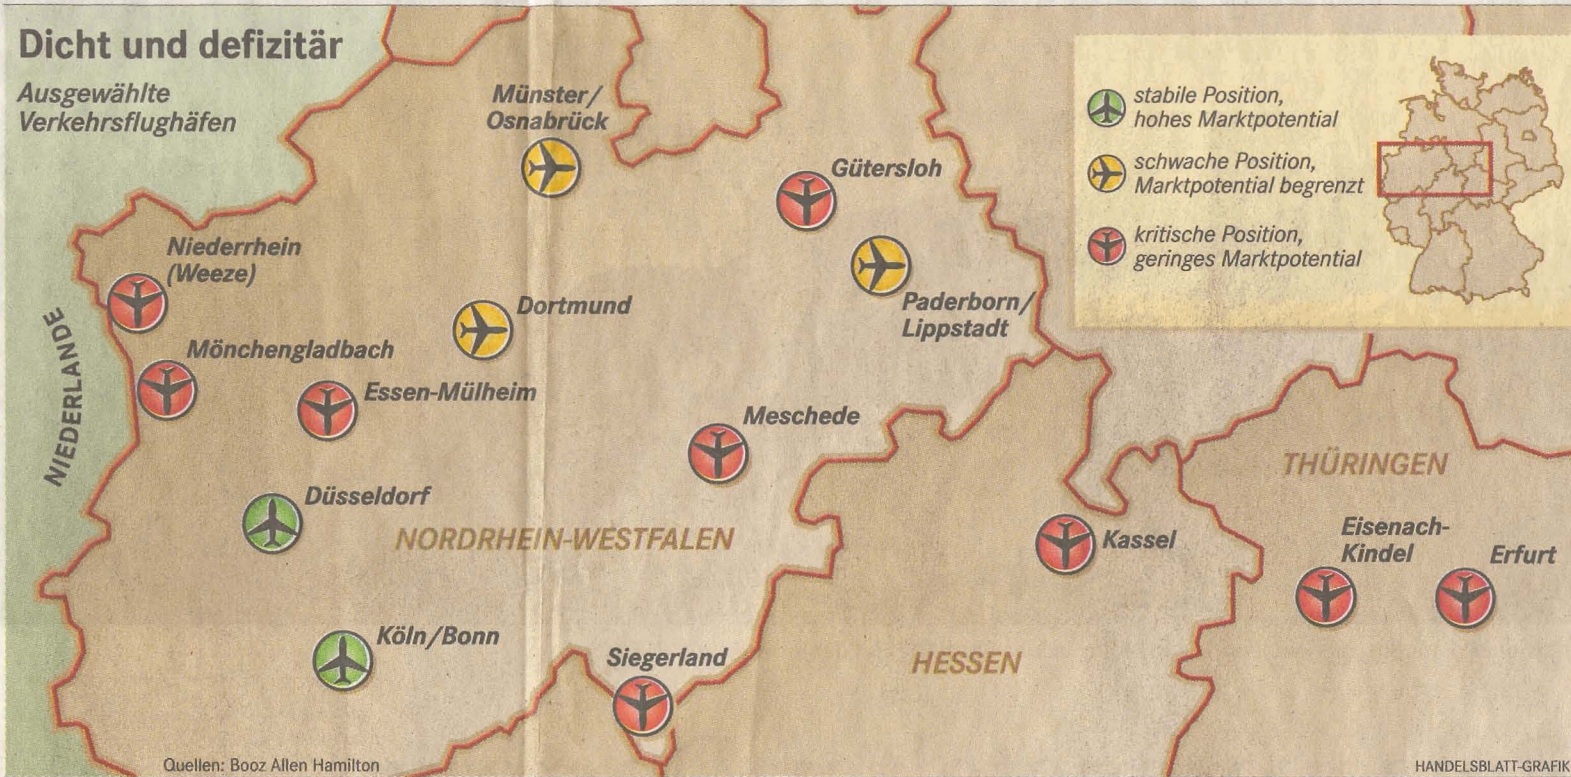 Dicht und defizitär
Ausgewählte
Verkehrsflughäfen
Münster/
Osnabrück
Gütersloh
stabile Position,
hohes Marktpotential
schwache Position,
Marktpotential begrenzt
kritische Position,
geringes Marktpotential
Niederrhein
(Weeze)
Dortmund
Paderborn/
Lippstadt
NIEDERLANDE
Mönchengladbach
Essen-Mülheim
Meschede
THÜRINGEN
Düsseldorf
NORDRHEIN-WESTFALEN
Kassel
Eisenach-
Kindel
Erfurt
Köln/Bonn
Siegerland
HESSEN
Quellen: Booz Allen Hamilton
HANDELSBLATT-GRAFIK